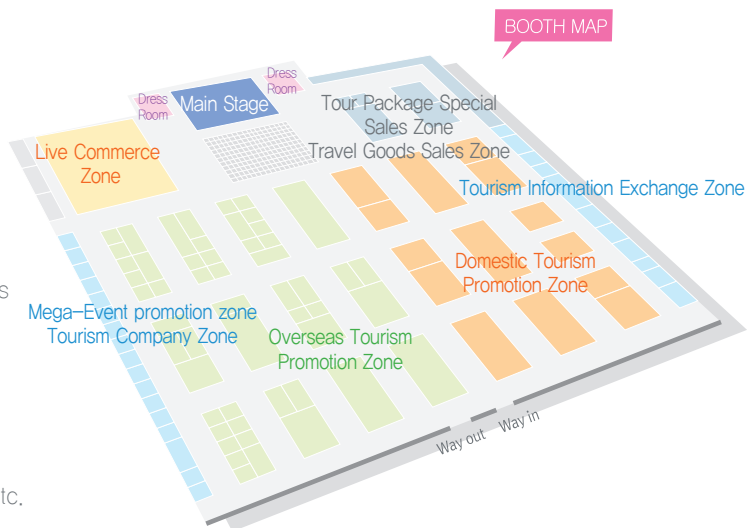 BOOTH MAP
Dress
Room
Main Stage
Dress
Room
Tour Package Special
Sales Zone
Travel Goods Sales Zone
Live Commerce
Zone
Tourism Information Exchange Zone
Domestic Tourism
Promotion Zone
s
Mega-Event promotion zone
Tourism Company Zone
Overseas Tourism
Promotion Zone
Way out
Way in
tc.